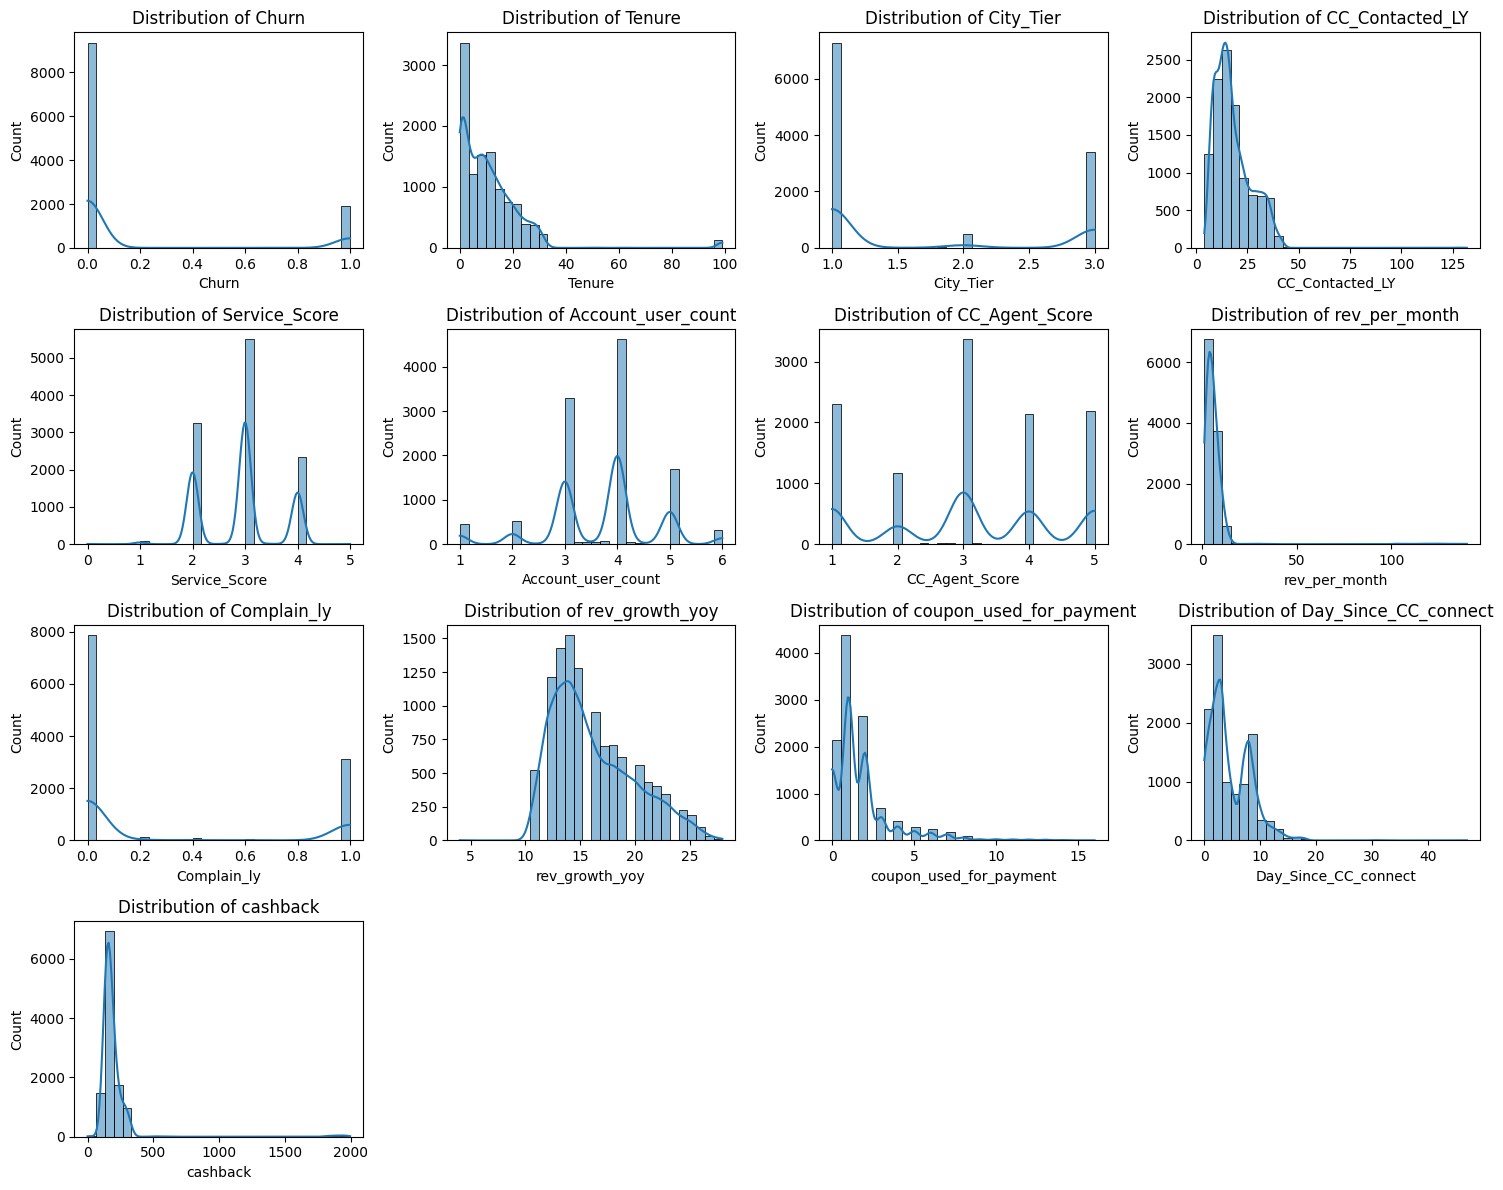 Distribution of Churn
Count
8000
6000
4000
2000
0
0.0 0.2 0.4 0.6 0.8 1.0
Churn
Distribution of Tenure
Count
3000
2000
1000
0
0 20 40 60 80 100
Tenure
Distribution of City_Tier
Count
6000
4000
2000
0
1.0 1.5 2.0 2.5 3.0
City_Tier
Distribution of CC_Contacted_LY
Count
2500
2000
1500
1000
500
0
0 25 50 75 100 125
CC_Contacted_LY
Distribution of Service_Score
Count
5000
4000
3000
2000
1000
0
0 1 2 3 4 5
Service_Score
Distribution of Account_user_count
Count
4000
3000
2000
1000
0
1 2 3 4 5 6
Account_user_count
Distribution of CC_Agent_Score
Count
3000
2000
1000
0
1 2 3 4 5
CC_Agent_Score
Distribution of rev_per_month
Count
6000
4000
2000
0
0 50 100
rev_per_month
Distribution of Complain_ly
Count
8000
6000
4000
2000
0
0.0 0.2 0.4 0.6 0.8 1.0
Complain_ly
Distribution of rev_growth_yoy
Count
1500
1250
1000
750
500
250
0
5 10 15 20 25
rev_growth_yoy
Distribution of coupon_used_for_payment
Count
4000
3000
2000
1000
0
0 5 10 15
coupon_used_for_payment
Distribution of Day_Since_CC_connect
Count
3000
2000
1000
0
0 10 20 30 40
Day_Since_CC_connect
Distribution of cashback
Count
6000
4000
2000
0
0 500 1000 1500 2000
cashback